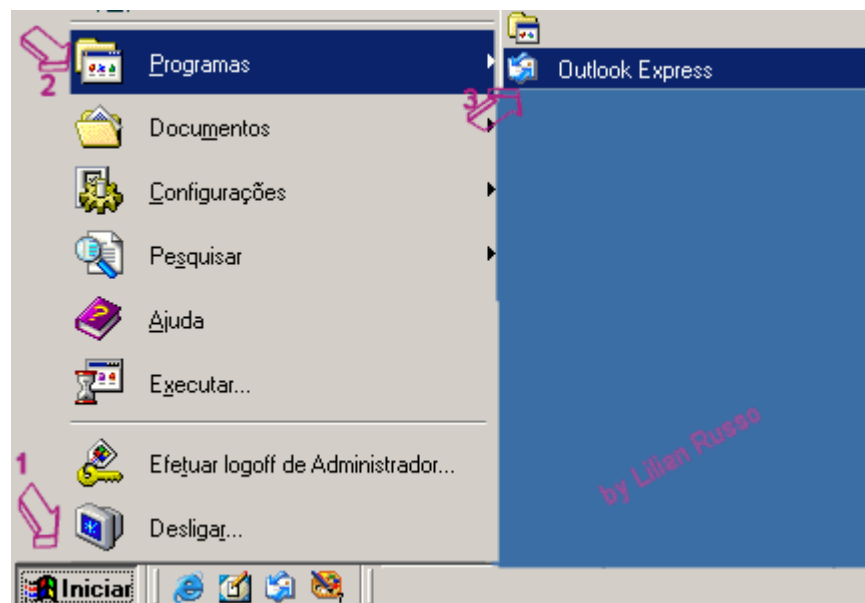 2
Programas
3
Outlook Express
Documentos
Configurações
Pesquisar
Ajuda
Executar...
1
Efetuar logoff de Administrador...
by Lilian Russo
Desligar...
Iniciar